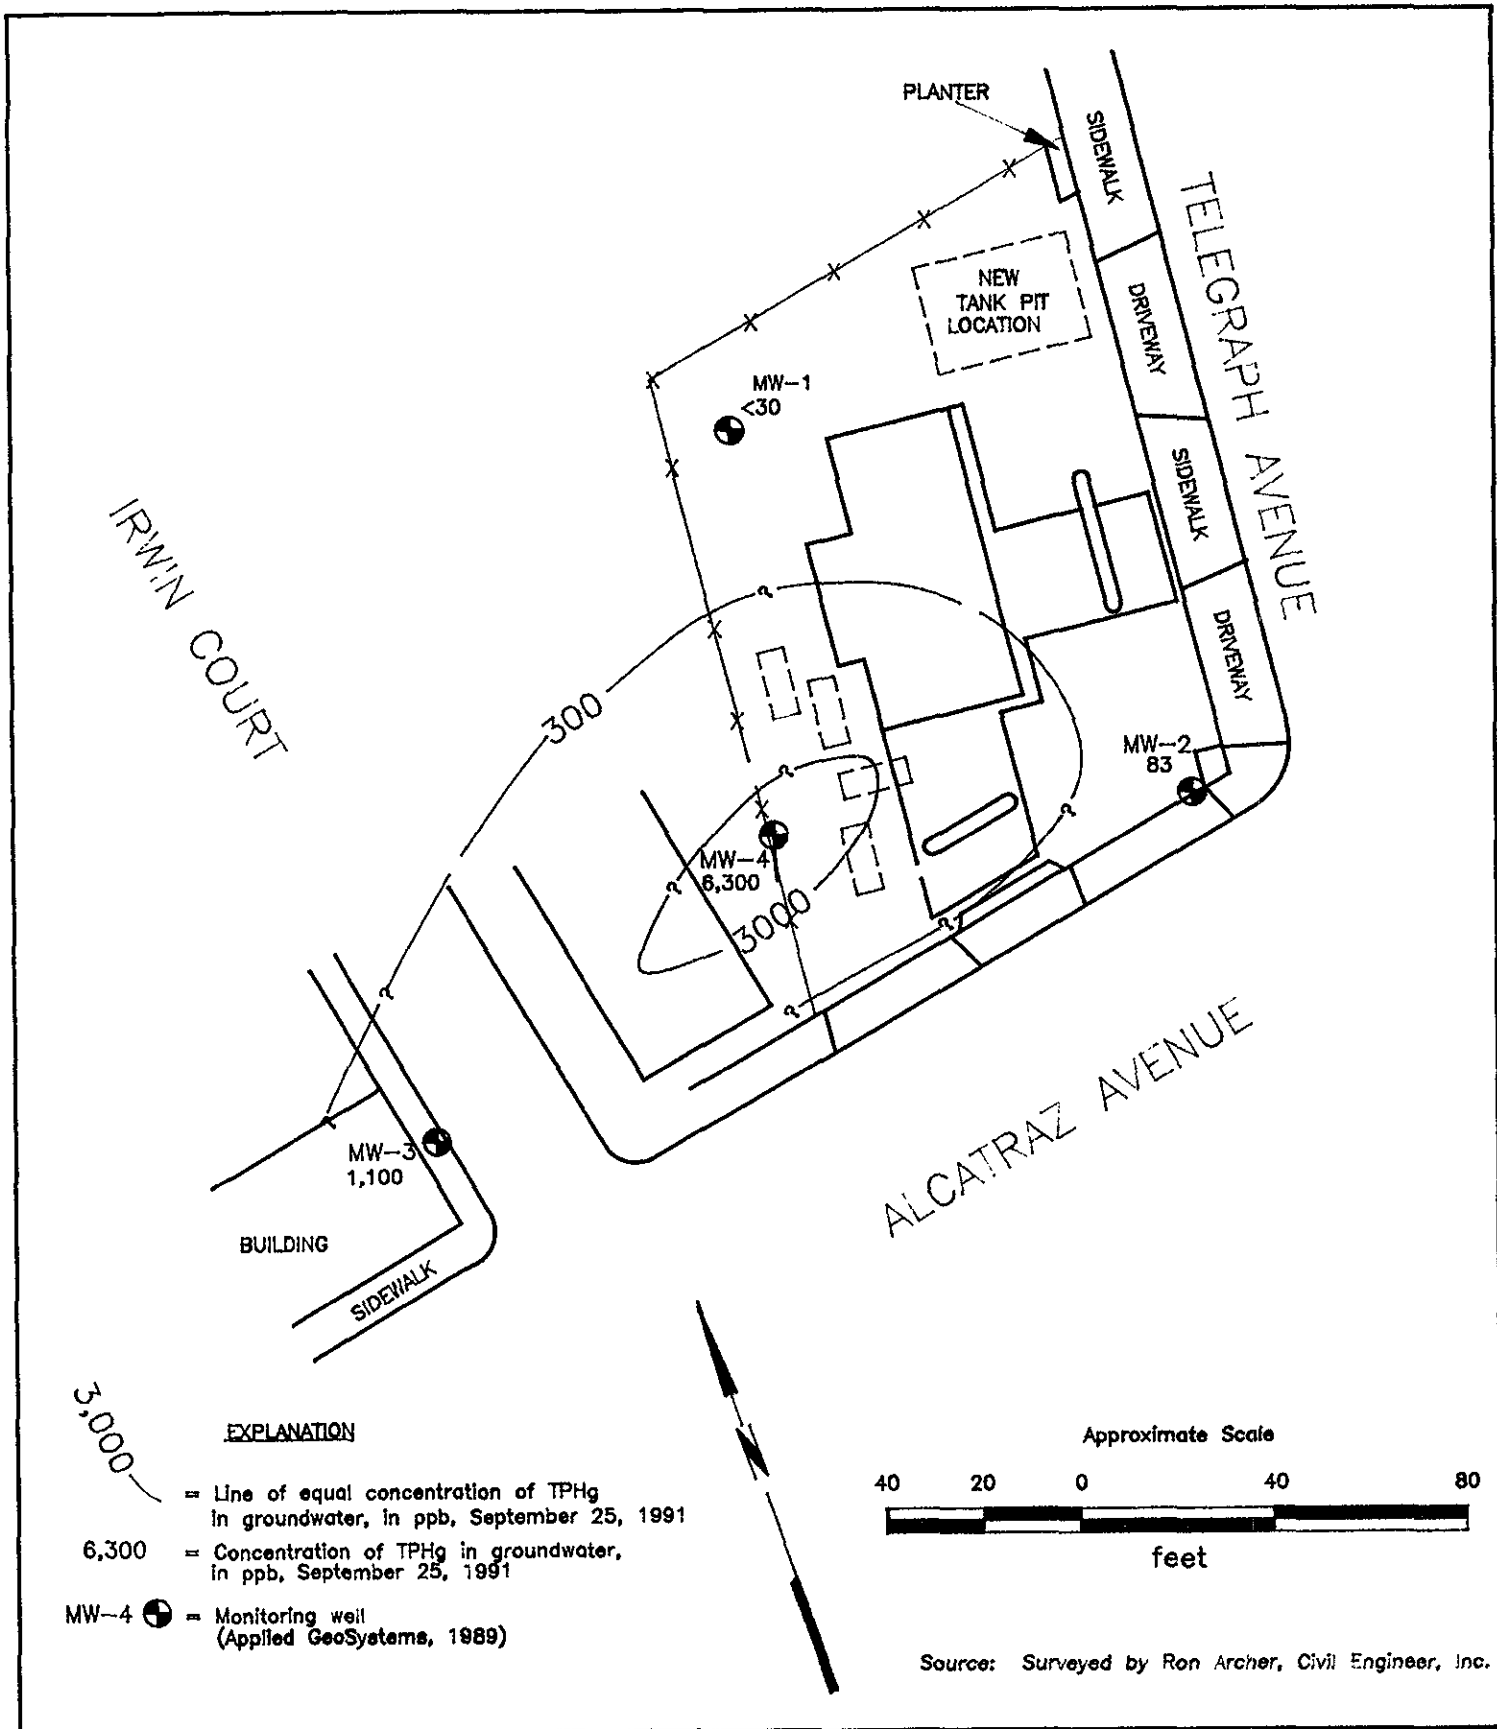 PLANTER
SIDEWALK
TELEGRAPH AVENUE
NEW
TANK PIT
LOCATION
DRIVEWAY
MW-1
<30
SIDEWALK
IRWIN COURT
?
DRIVEWAY
300
MW-2
83
?
?
MW-4
6,300
?
3000
?
?
?
ALCATRAZ AVENUE
?
MW-3
1,100
BUILDING
SIDEWALK
3,000
EXPLANATION
= Line of equal concentration of TPHg
in groundwater, in ppb, September 25, 1991
6,300 = Concentration of TPHg in groundwater,
in ppb, September 25, 1991
MW-4 = Monitoring well
(Applied GeoSystems, 1989)
N
Approximate Scale
40 20 0 40 80
feet
Source: Surveyed by Ron Archer, Civil Engineer, Inc.